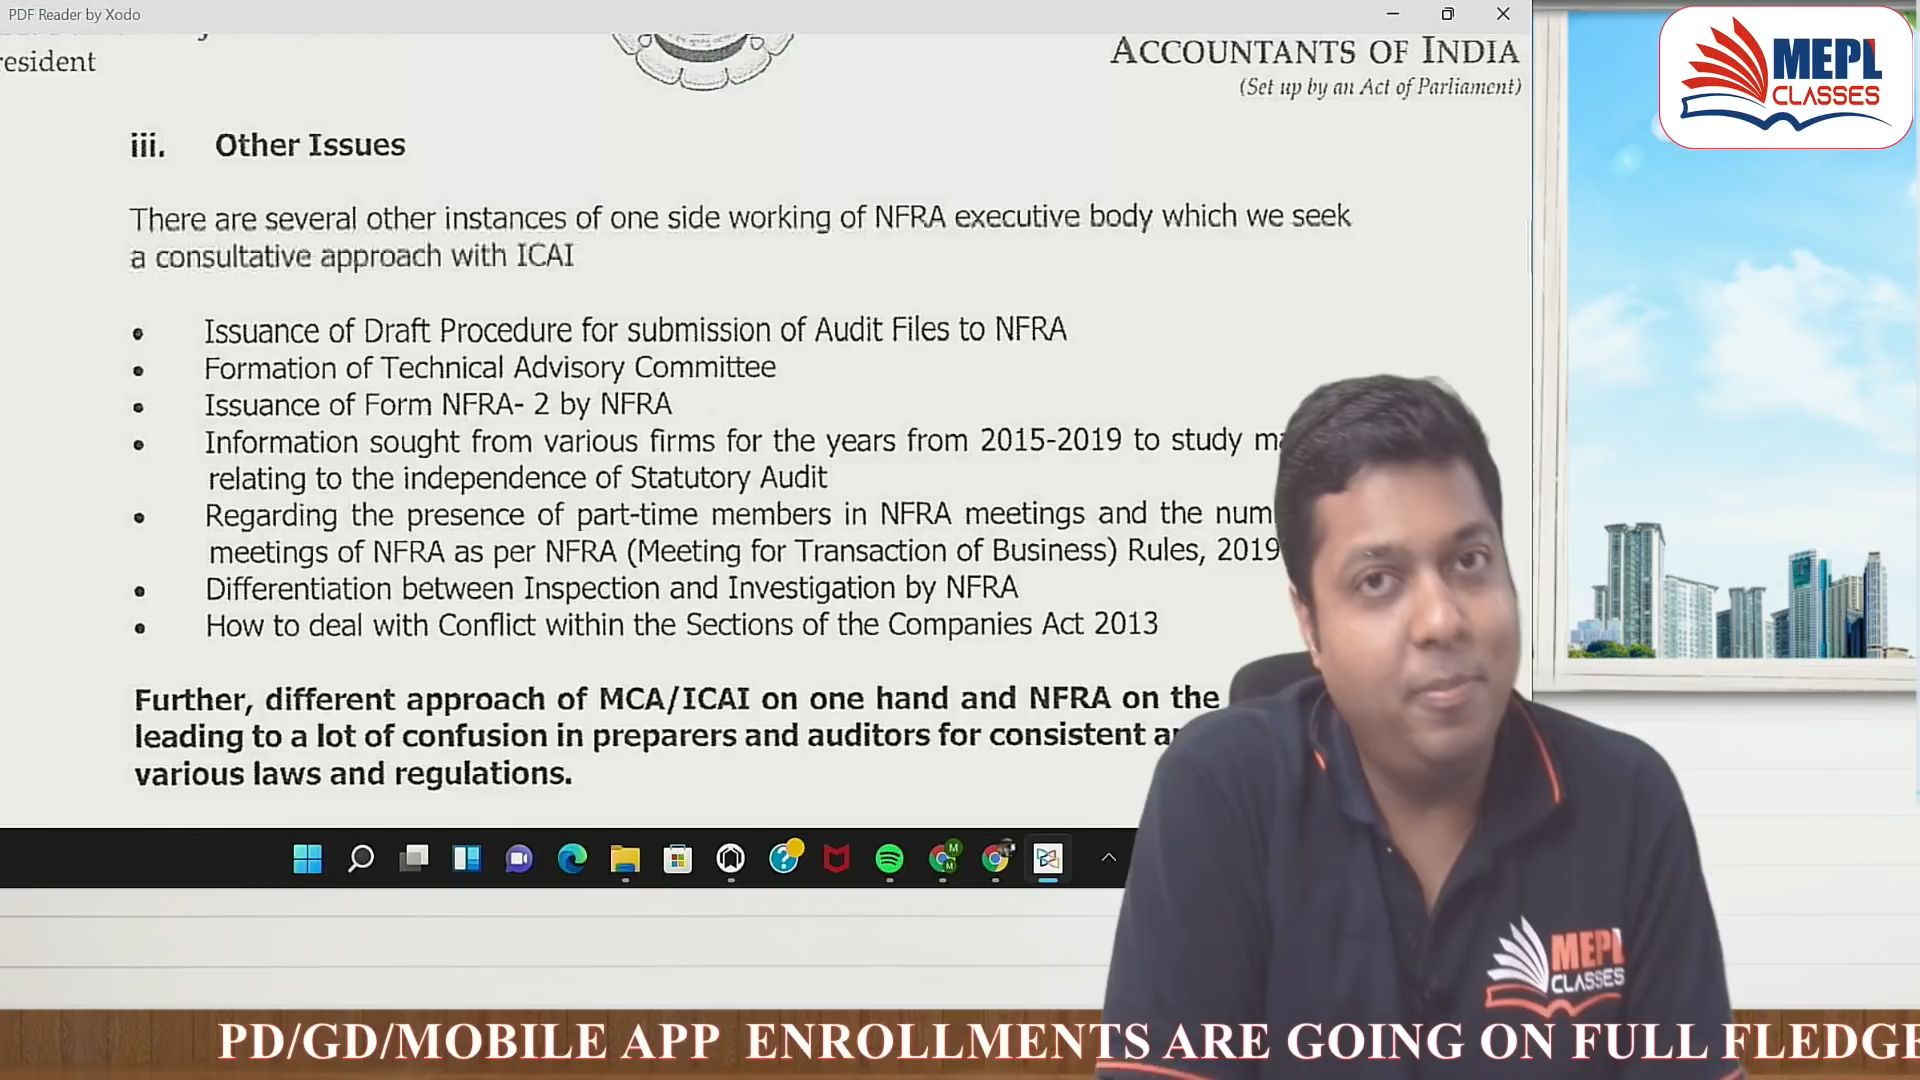 PDF Reader by Xodo
resident
ACCOUNTANTS OF INDIA
(Set up by an Act of Parliament)
MEPL
CLASSES
iii. Other Issues
There are several other instances of one side working of NFRA executive body which we seek
a consultative approach with ICAI
• Issuance of Draft Procedure for submission of Audit Files to NFRA
• Formation of Technical Advisory Committee
• Issuance of Form NFRA- 2 by NFRA
• Information sought from various firms for the years from 2015-2019 to study
relating to the independence of Statutory Audit
• Regarding the presence of part-time members in NFRA meetings and the
meetings of NFRA as per NFRA (Meeting for Transaction of Business) Rules, 2019
• Differentiation between Inspection and Investigation by NFRA
• How to deal with Conflict within the Sections of the Companies Act 2013
Further, different approach of MCA/ICAI on one hand and NFRA on the
leading to a lot of confusion in preparers and auditors for consistent
various laws and regulations.
MEPL
CLASSES
PD/GD/MOBILE APP ENROLLMENTS ARE GOING ON FULL FLEDGE